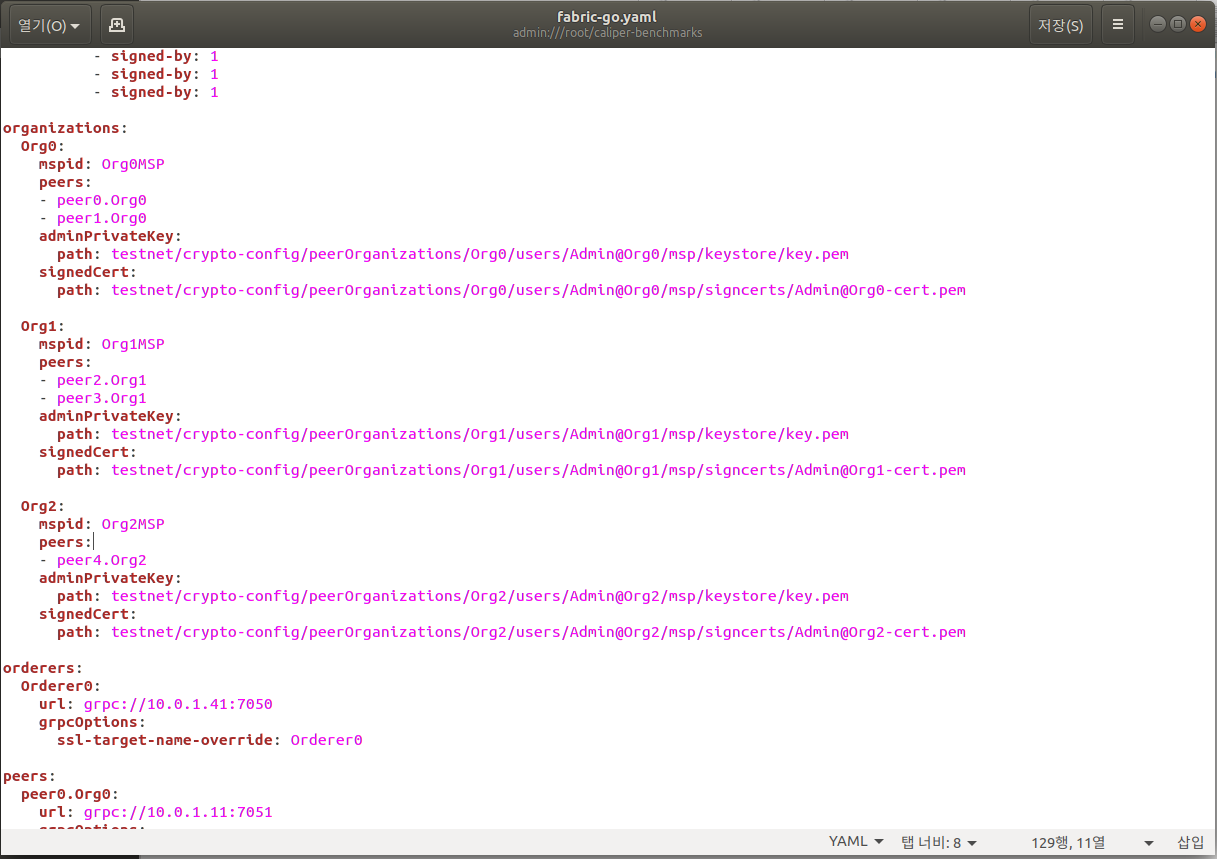 열기(O)
fabric-go.yaml
admin:///root/caliper-benchmarks
저장(S)
- signed-by: 1
- signed-by: 1
- signed-by: 1
organizations:
Org0:
mspid: Org0MSP
peers:
- peer0.Org0
- peer1.Org0
adminPrivateKey:
path: testnet/crypto-config/peerOrganizations/Org0/users/Admin@Org0/msp/keystore/key.pem
signedCert:
path: testnet/crypto-config/peerOrganizations/Org0/users/Admin@Org0/msp/signcerts/Admin@Org0-cert.pem
Org1:
mspid: Org1MSP
peers:
- peer2.Org1
- peer3.Org1
adminPrivateKey:
path: testnet/crypto-config/peerOrganizations/Org1/users/Admin@Org1/msp/keystore/key.pem
signedCert:
path: testnet/crypto-config/peerOrganizations/Org1/users/Admin@Org1/msp/signcerts/Admin@Org1-cert.pem
Org2:
mspid: Org2MSP
peers:
- peer4.Org2
adminPrivateKey:
path: testnet/crypto-config/peerOrganizations/Org2/users/Admin@Org2/msp/keystore/key.pem
signedCert:
path: testnet/crypto-config/peerOrganizations/Org2/users/Admin@Org2/msp/signcerts/Admin@Org2-cert.pem
orderers:
Orderer0:
url: grpc://10.0.1.41:7050
grpcOptions:
ssl-target-name-override: Orderer0
peers:
peer0.Org0:
url: grpc://10.0.1.11:7051
grpcOptions:
YAML 탭 너비: 8 129행, 11열 삽입